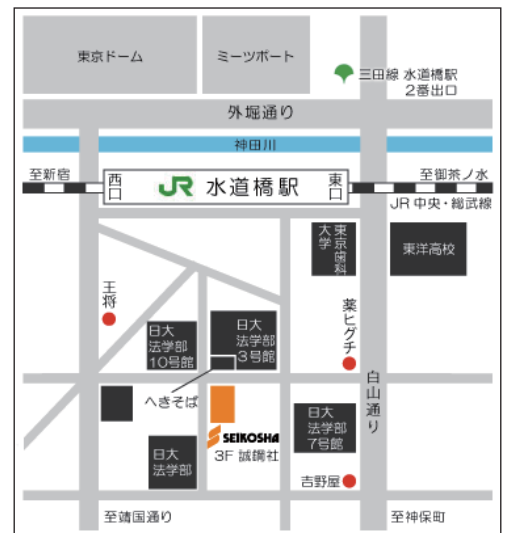 東京ドーム
ミーツポート
三田線 水道橋駅
2番出口
外堀通り
神田川
至新宿
西口
JR 水道橋駅
東口
至御茶ノ水
JR中央・総武線
東京歯科
大学
東洋高校
王将
日大
法学部
10号館
日大
法学部
3号館
薬ヒグチ
へきそば
白山通り
SEIKOSHA
3F 誠鋼社
日大
法学部
7号館
日大
法学部
吉野屋
至靖国通り
至神保町